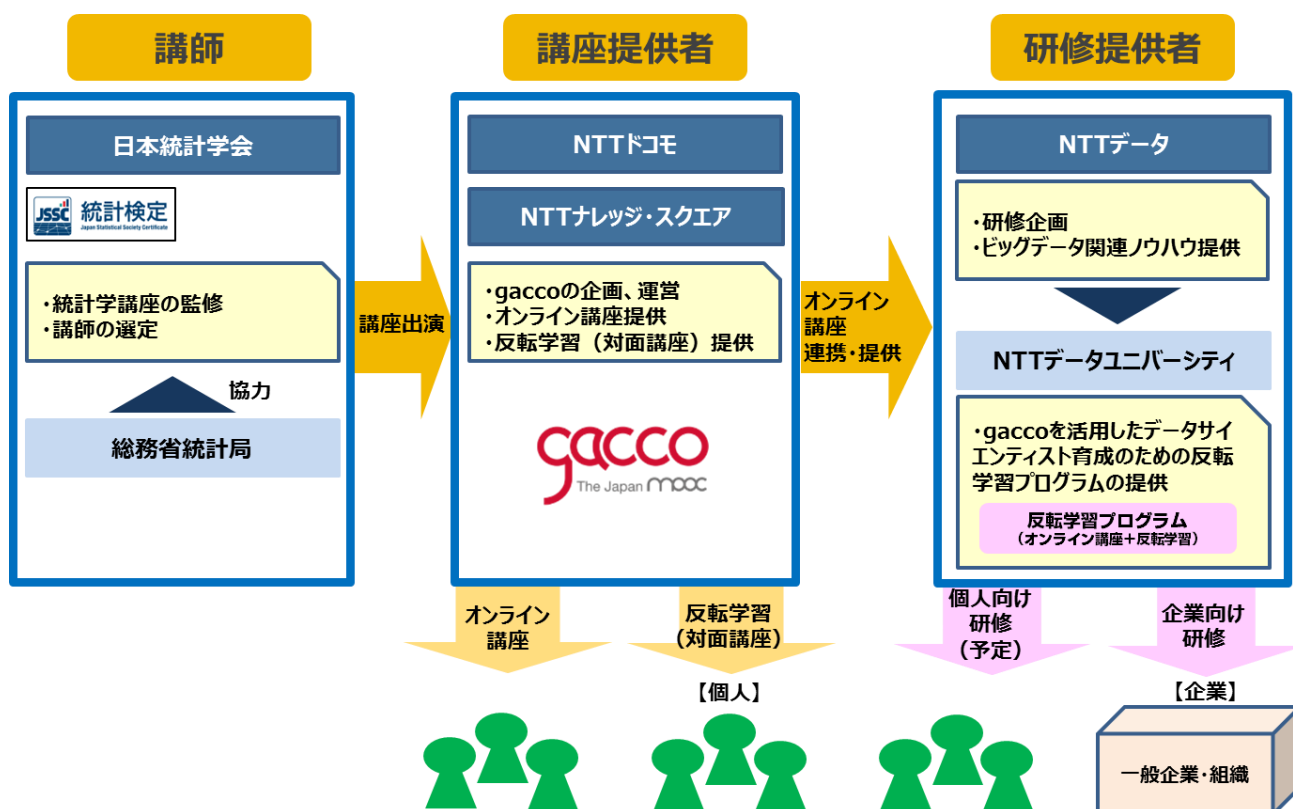 講師
講座提供者
研修提供者
日本統計学会
JSSC 統計検定
Japan Statistical Society Certificate
・統計学講座の監修
・講師の選定
協力
総務省統計局
講座出演
NTTドコモ
NTTナレッジ・スクエア
・gaccoの企画、運営
・オンライン講座提供
・反転学習（対面講座）提供
gacco
The Japan mooc
オンライン
講座
連携・提供
NTTデータ
・研修企画
・ビッグデータ関連ノウハウ提供
NTTデータユニバーシティ
・gaccoを活用したデータサイ
エンティスト育成のための反転
学習プログラムの提供
反転学習プログラム
（オンライン講座＋反転学習）
オンライン
講座
反転学習
（対面講座）
個人向け
研修
（予定）
企業向け
研修
【個人】
【企業】
一般企業・組織